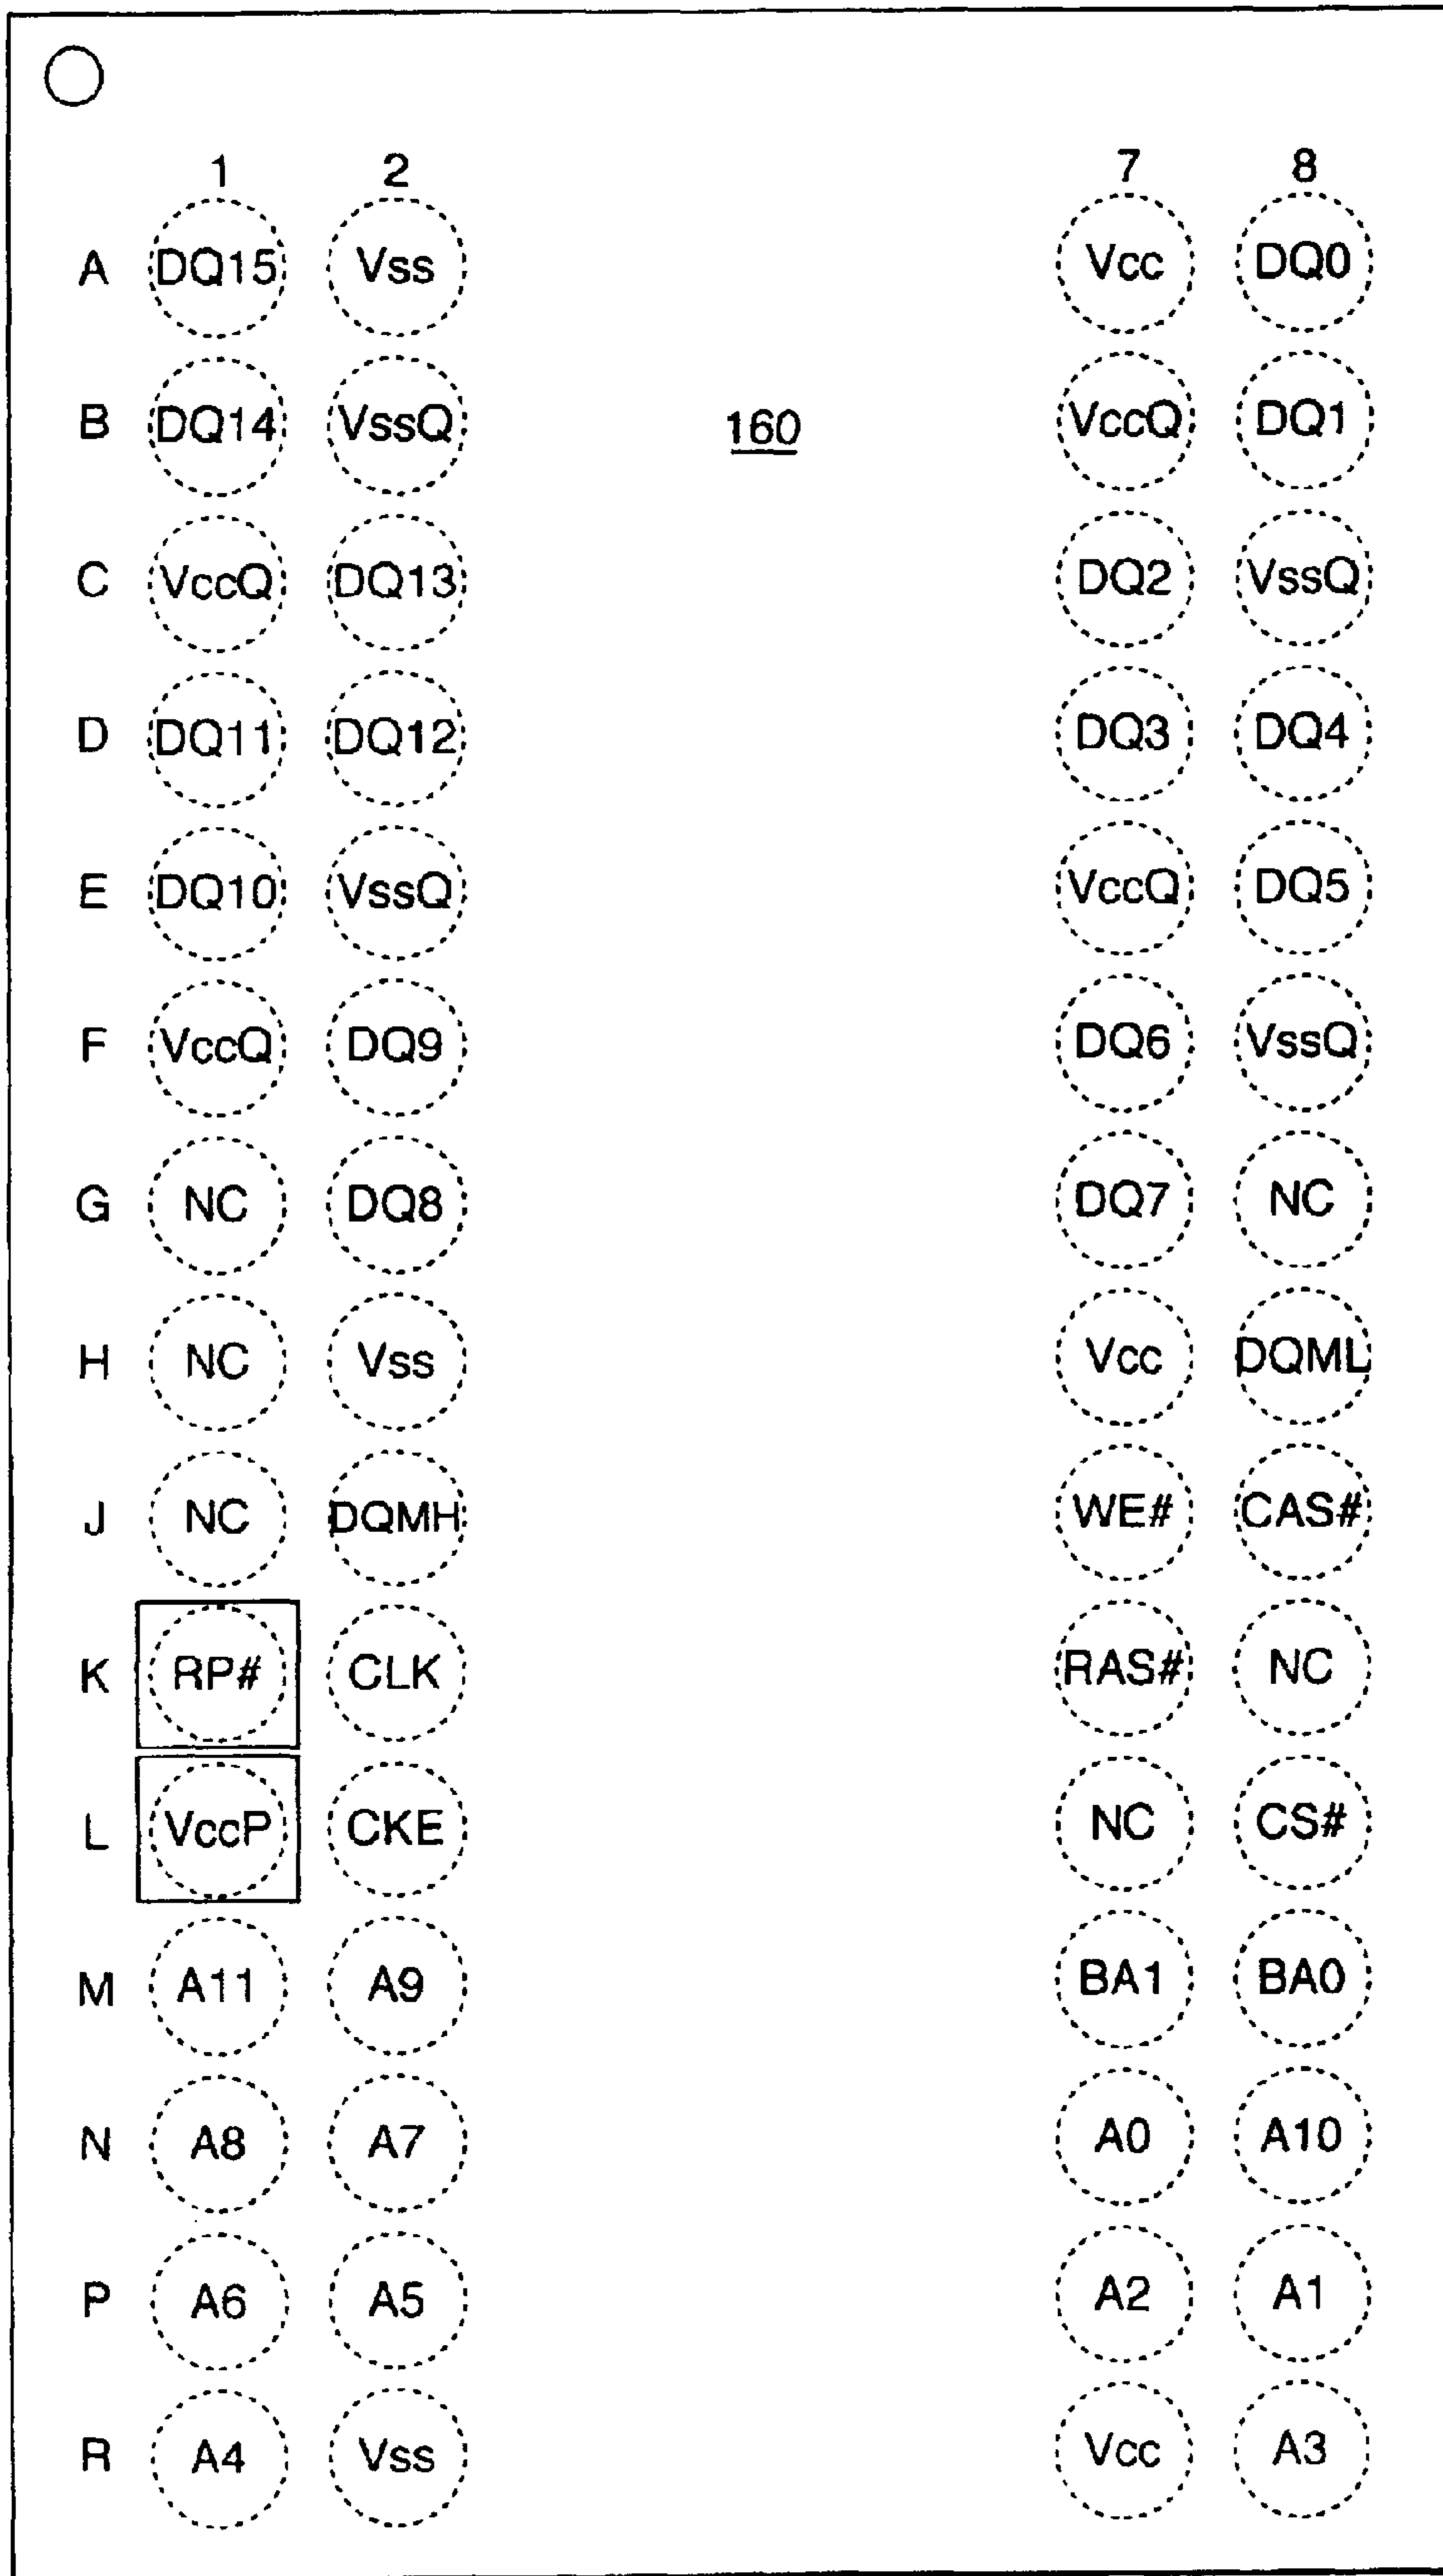 1 2 7 8
A DQ15 Vss Vcc DQ0
B DQ14 VssQ 160 VccQ DQ1
C VccQ DQ13 DQ2 VssQ
D DQ11 DQ12 DQ3 DQ4
E DQ10 VssQ VccQ DQ5
F VccQ DQ9 DQ6 VssQ
G NC DQ8 DQ7 NC
H NC Vss Vcc DQML
J NC DQMH WE# CAS#
K RP# CLK RAS# NC
L VccP CKE NC CS#
M A11 A9 BA1 BA0
N A8 A7 A0 A10
P A6 A5 A2 A1
R A4 Vss Vcc A3